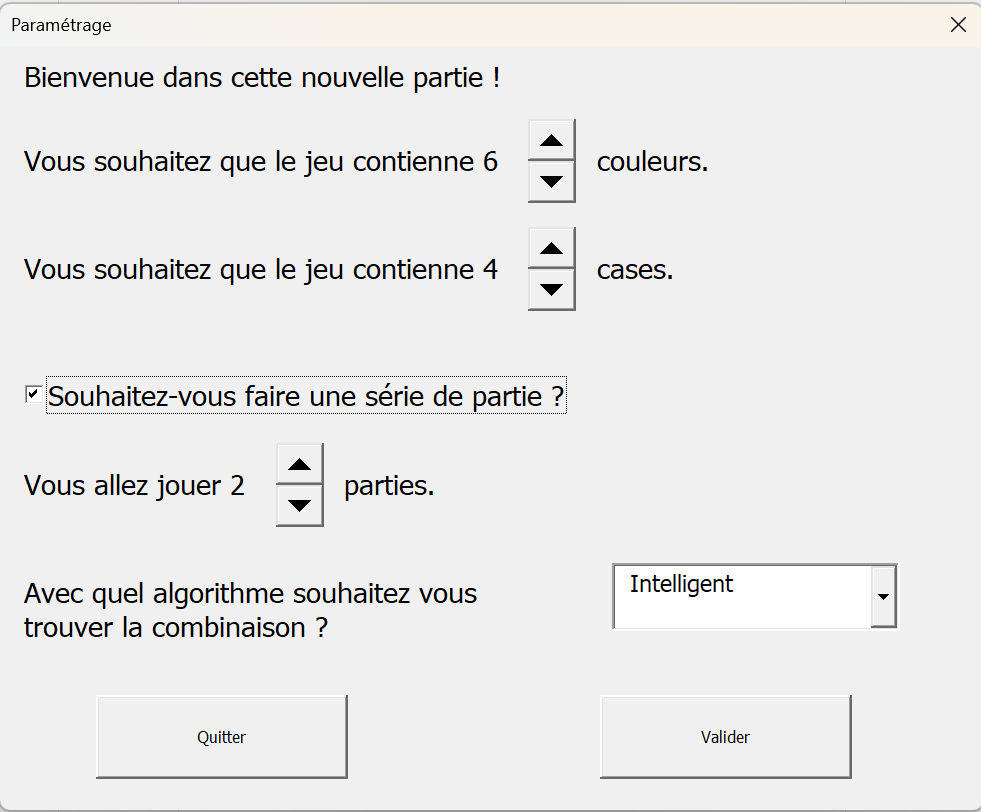 Paramétrage
Bienvenue dans cette nouvelle partie !
Vous souhaitez que le jeu contienne 6 couleurs.
Vous souhaitez que le jeu contienne 4 cases.
Souhaitez-vous faire une série de partie ?
Vous allez jouer 2 parties.
Avec quel algorithme souhaitez vous
trouver la combinaison ?
Intelligent
Quitter
Valider